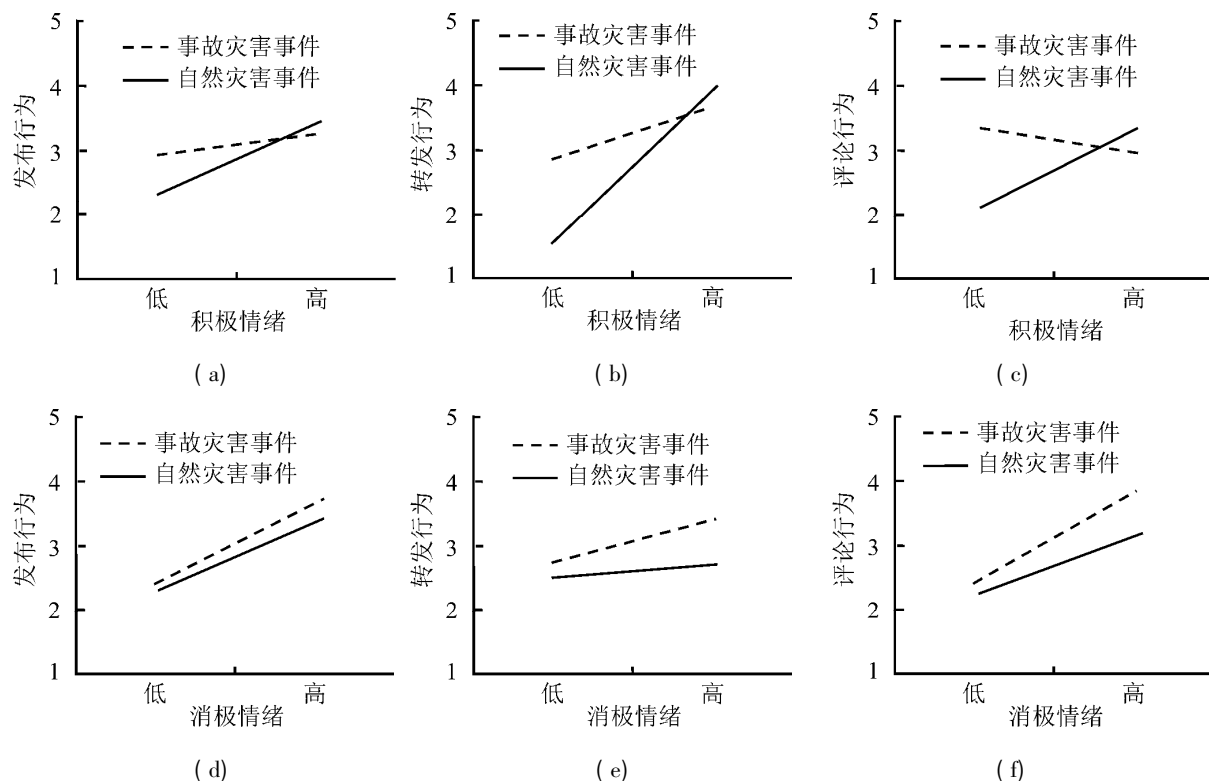 5
4
3
2
1
发布行为
事故灾害事件
自然灾害事件
低
高
积极情绪
( a)
5
4
3
2
1
转发行为
事故灾害事件
自然灾害事件
低
高
积极情绪
( b)
5
4
3
2
1
评论行为
事故灾害事件
自然灾害事件
低
高
积极情绪
( c)
5
4
3
2
1
发布行为
事故灾害事件
自然灾害事件
低
高
消极情绪
( d)
5
4
3
2
1
转发行为
事故灾害事件
自然灾害事件
低
高
消极情绪
( e)
5
4
3
2
1
评论行为
事故灾害事件
自然灾害事件
低
高
消极情绪
( f)